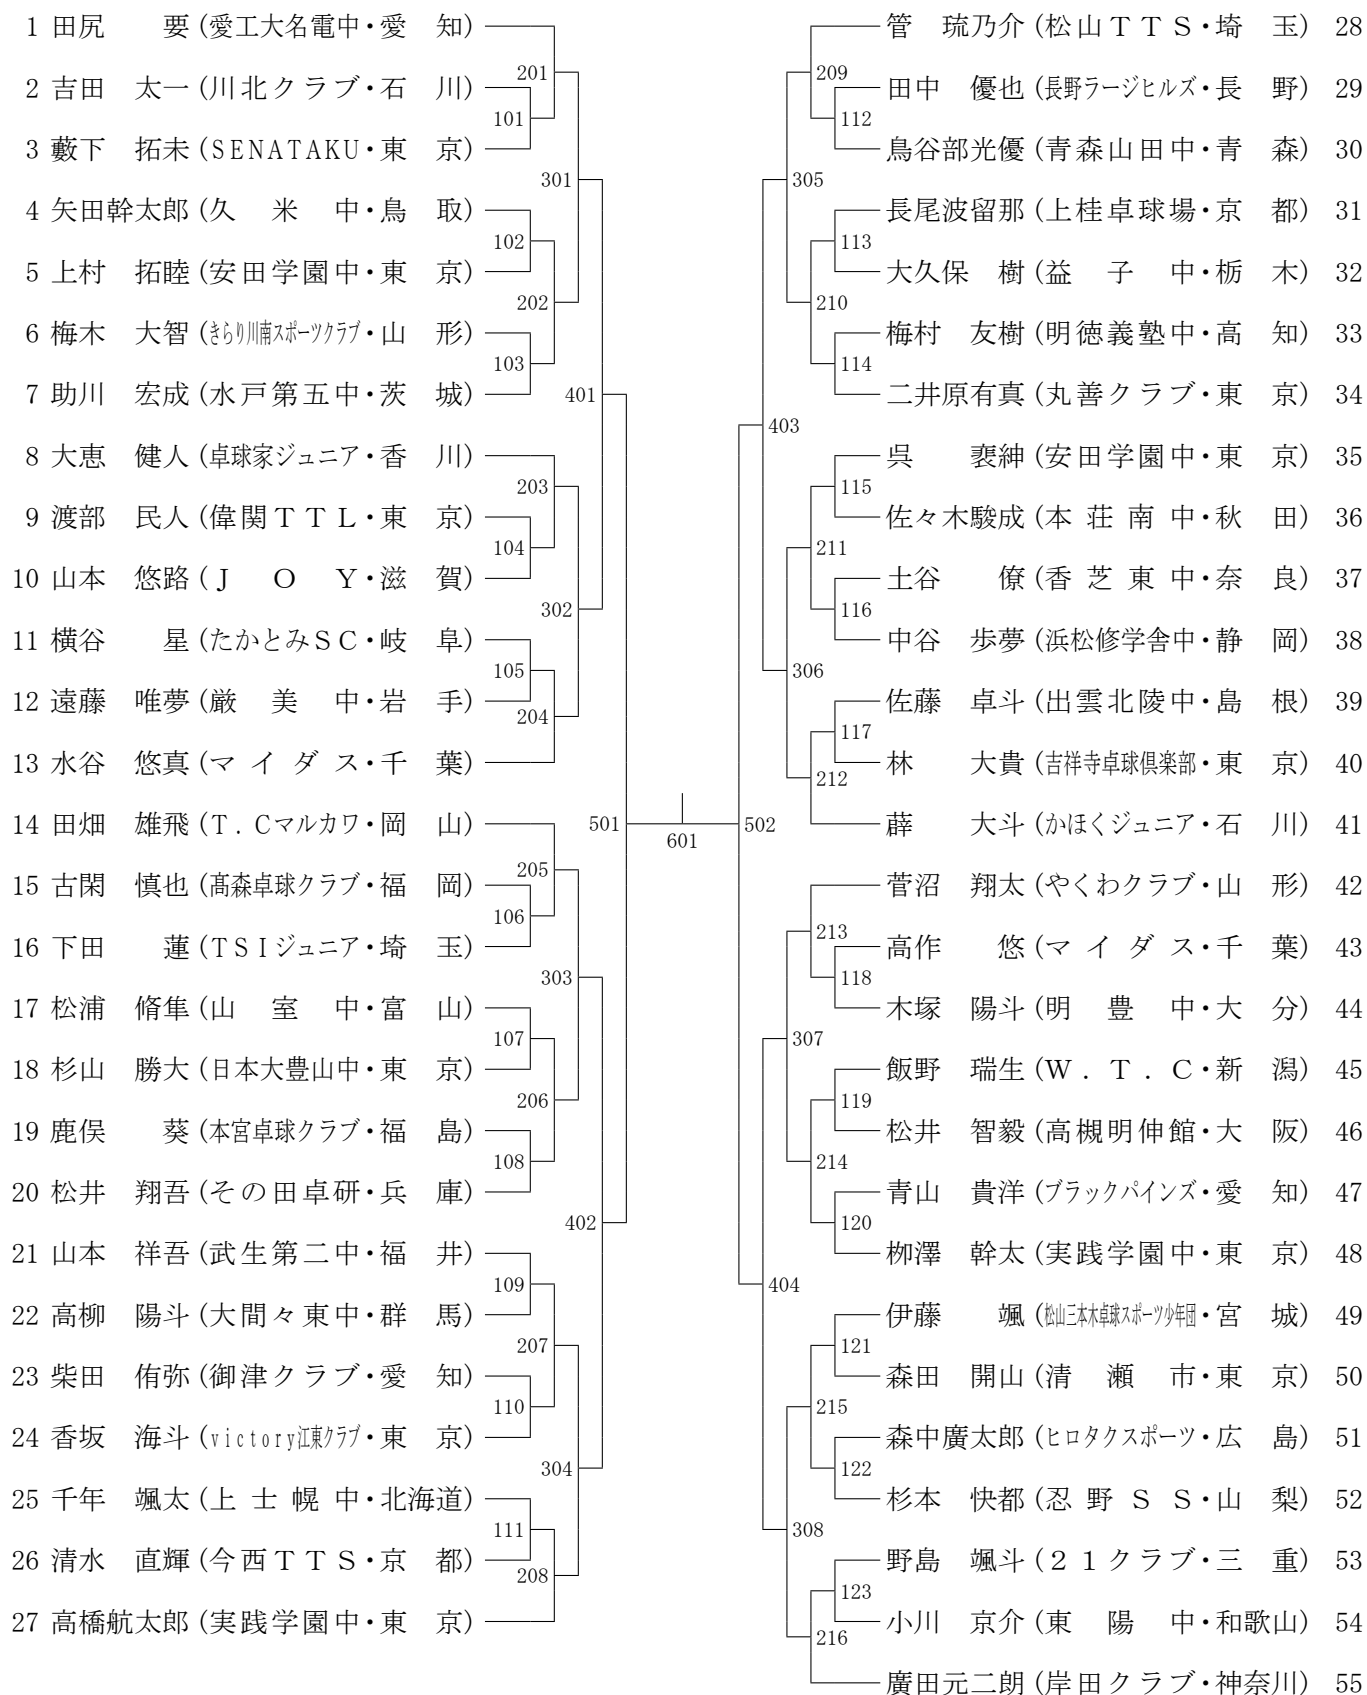 1 田尻　　要 (愛工大名電中・愛　知)
2 吉田　太一 (川北クラブ・石　川)
3 藪下　拓未 (SENATAKU・東　京)
4 矢田幹太郎 (久　米　中・鳥　取)
5 上村　拓睦 (安田学園中・東　京)
6 梅木　大智 (きらり川南スポーツクラブ・山　形)
7 助川　宏成 (水戸第五中・茨　城)
8 大恵　健人 (卓球家ジュニア・香　川)
9 渡部　民人 (偉関TTL・東　京)
10 山本　悠路 (J　O　Y・滋　賀)
11 横谷　　星 (たかとみSC・岐　阜)
12 遠藤　唯夢 (厳　美　中・岩　手)
13 水谷　悠真 (マイダス・千　葉)
14 田畑　雄飛 (T.Cマルカワ・岡　山)
15 古閑　慎也 (髙森卓球クラブ・福　岡)
16 下田　　蓮 (TSIジュニア・埼　玉)
17 松浦　脩隼 (山　室　中・富　山)
18 杉山　勝大 (日本大豊山中・東　京)
19 鹿俣　　葵 (本宮卓球クラブ・福　島)
20 松井　翔吾 (その田卓研・兵　庫)
21 山本　祥吾 (武生第二中・福　井)
22 高柳　陽斗 (大間々東中・群　馬)
23 柴田　侑弥 (御津クラブ・愛　知)
24 香坂　海斗 (victory江東クラブ・東　京)
25 千年　颯太 (上士幌中・北海道)
26 清水　直輝 (今西TTS・京　都)
27 高橋航太郎 (実践学園中・東　京)
101
102
103
104
105
106
107
108
109
110
111
201
202
203
204
205
206
207
208
301
302
303
304
401
402
501
601
502
403
404
305
306
307
308
209
210
211
212
213
214
215
216
112
113
114
115
116
117
118
119
120
121
122
123
管　琉乃介 (松山TTS・埼　玉) 28
田中　優也 (長野ラージヒルズ・長　野) 29
鳥谷部光優 (青森山田中・青　森) 30
長尾波留那 (上桂卓球場・京　都) 31
大久保　樹 (益　子　中・栃　木) 32
梅村　友樹 (明徳義塾中・高　知) 33
二井原有真 (丸善クラブ・東　京) 34
呉　　裵紳 (安田学園中・東　京) 35
佐々木駿成 (本荘南中・秋　田) 36
土谷　　僚 (香芝東中・奈　良) 37
中谷　歩夢 (浜松修学舎中・静　岡) 38
佐藤　卓斗 (出雲北陵中・島　根) 39
林　　大貴 (吉祥寺卓球倶楽部・東　京) 40
薛　　大斗 (かほくジュニア・石　川) 41
菅沼　翔太 (やくわクラブ・山　形) 42
高作　　悠 (マイダス・千　葉) 43
木塚　陽斗 (明　豊　中・大　分) 44
飯野　瑞生 (W.T.C・新　潟) 45
松井　智毅 (高槻明伸館・大　阪) 46
青山　貴洋 (ブラックパインズ・愛　知) 47
栁澤　幹太 (実践学園中・東　京) 48
伊藤　　颯 (松山三本木卓球スポーツ少年団・宮　城) 49
森田　開山 (清　瀬　市・東　京) 50
森中廣太郎 (ヒロタクスポーツ・広　島) 51
杉本　快都 (忍野SS・山　梨) 52
野島　颯斗 (21クラブ・三　重) 53
小川　京介 (東　陽　中・和歌山) 54
廣田元二朗 (岸田クラブ・神奈川) 55